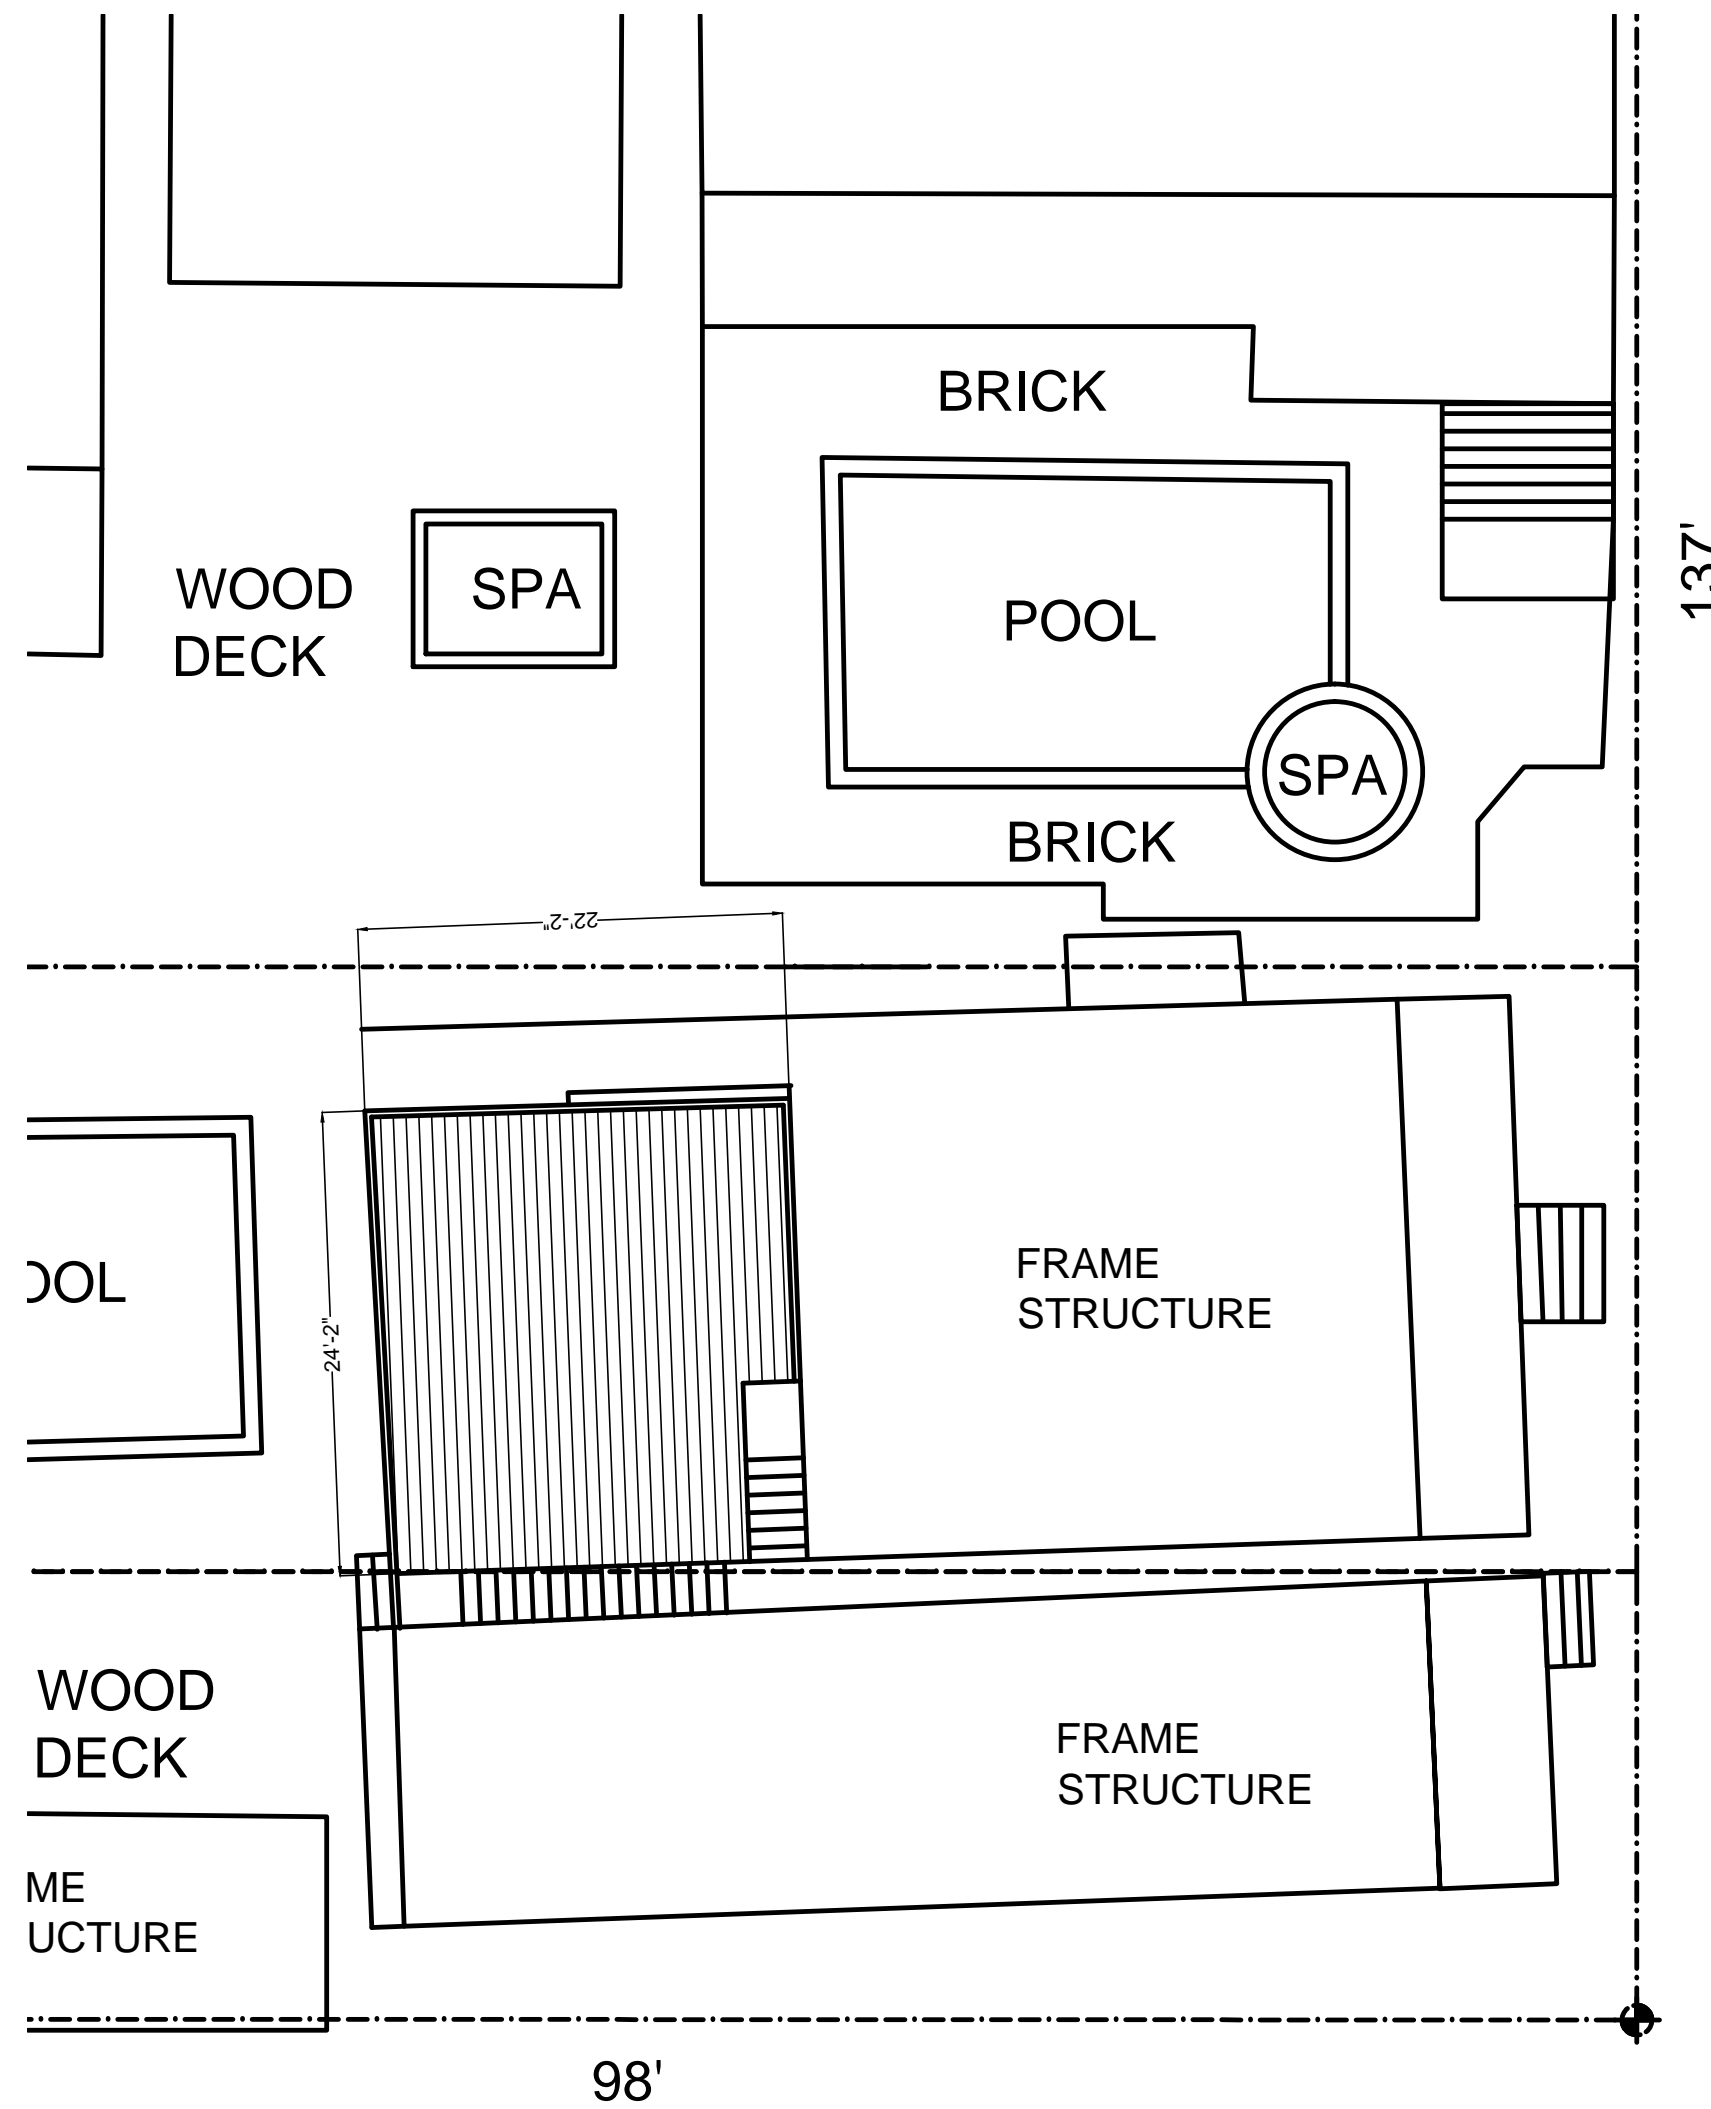 BRICK
137'
WOOD
DECK
SPA
POOL
SPA
BRICK
22'-2"
OOL
24'-2"
FRAME
STRUCTURE
WOOD
DECK
FRAME
STRUCTURE
ME
UCTURE
98'